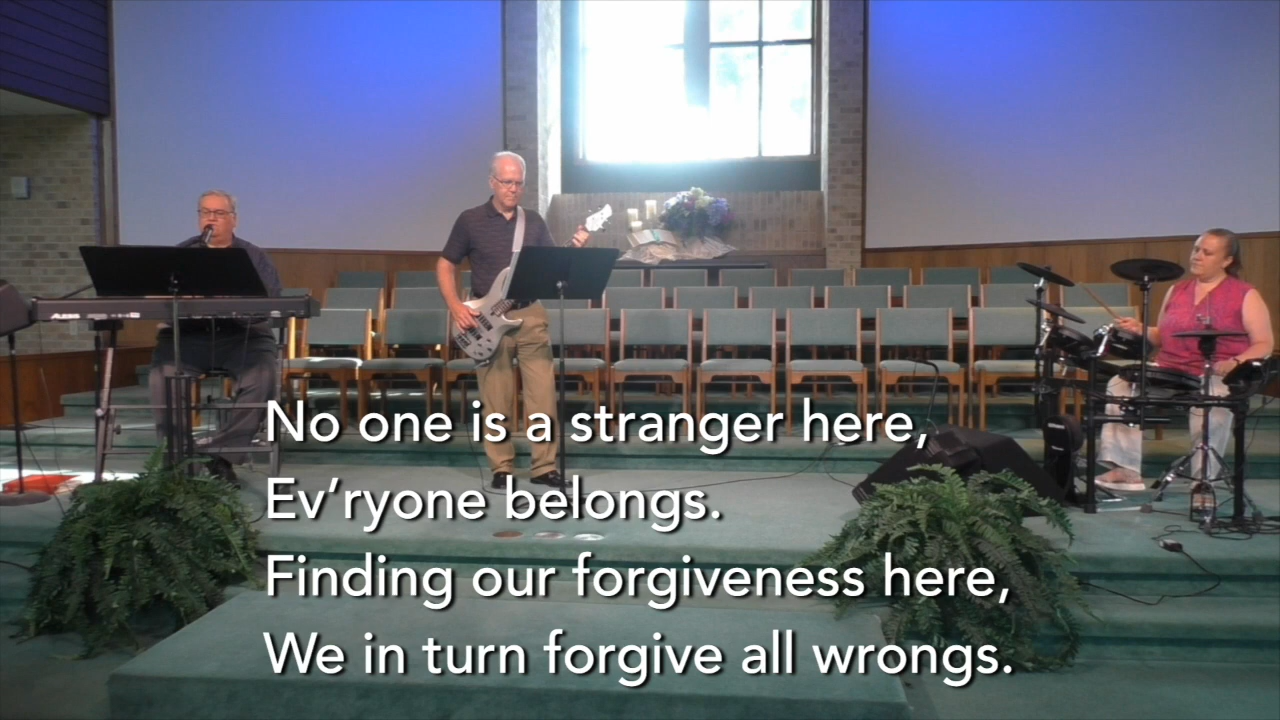 No one is a stranger here,
Ev’ryone belongs.
Finding our forgiveness here,
We in turn forgive all wrongs.